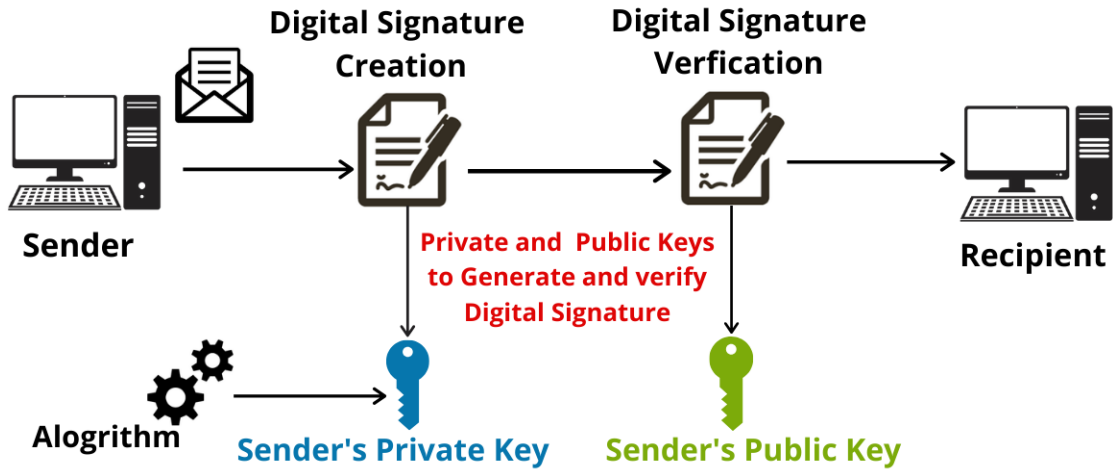 Digital Signature
Creation
Digital Signature
Verfication
Sender
Recipient
Private and Public Keys
to Generate and verify
Digital Signature
Alogrithm
Sender's Private Key
Sender's Public Key